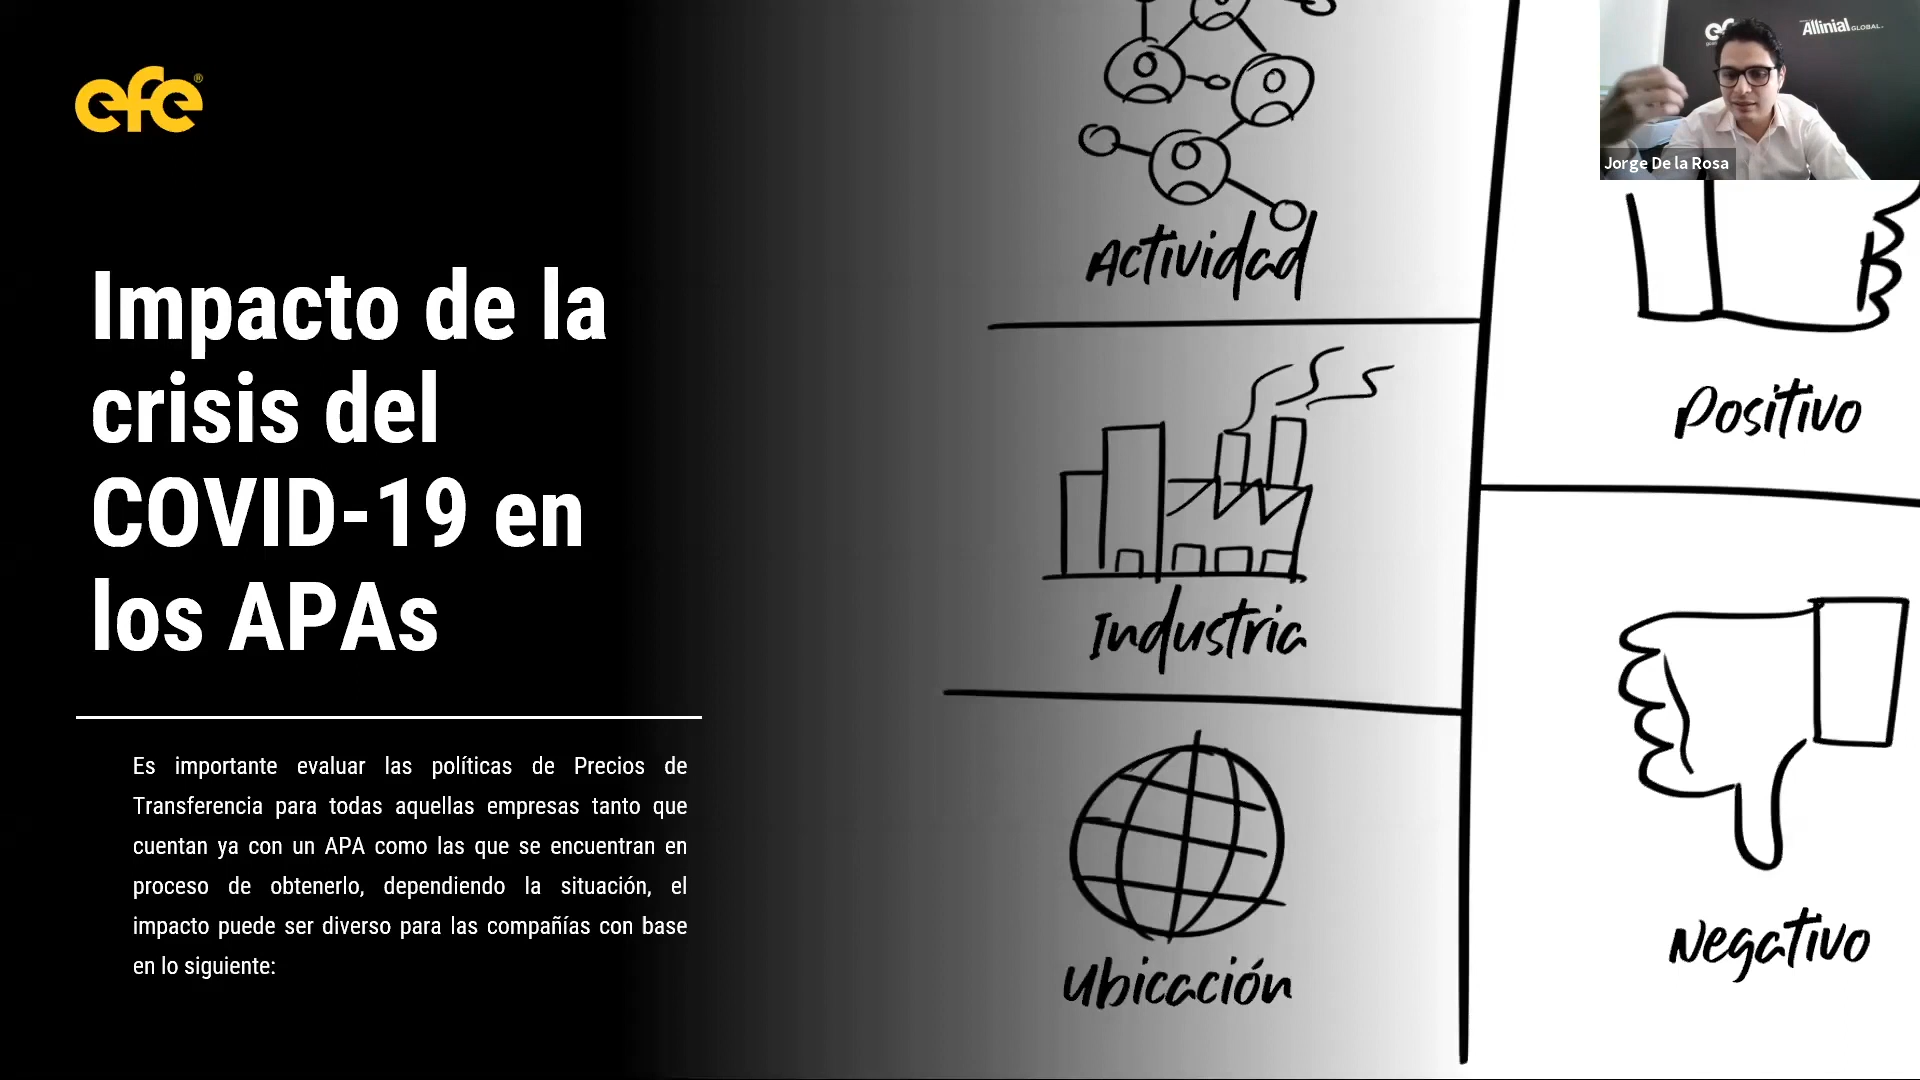 efe®
Impacto de la
crisis del
COVID-19 en
los APAs
Es importante evaluar las políticas de Precios de
Transferencia para todas aquellas empresas tanto que
cuentan ya con un APA como las que se encuentran en
proceso de obtenerlo, dependiendo la situación, el
impacto puede ser diverso para las compañías con base
en lo siguiente:
Actividad
Industria
Ubicación
Positivo
Negativo
Allinial GLOBAL
Jorge De la Rosa